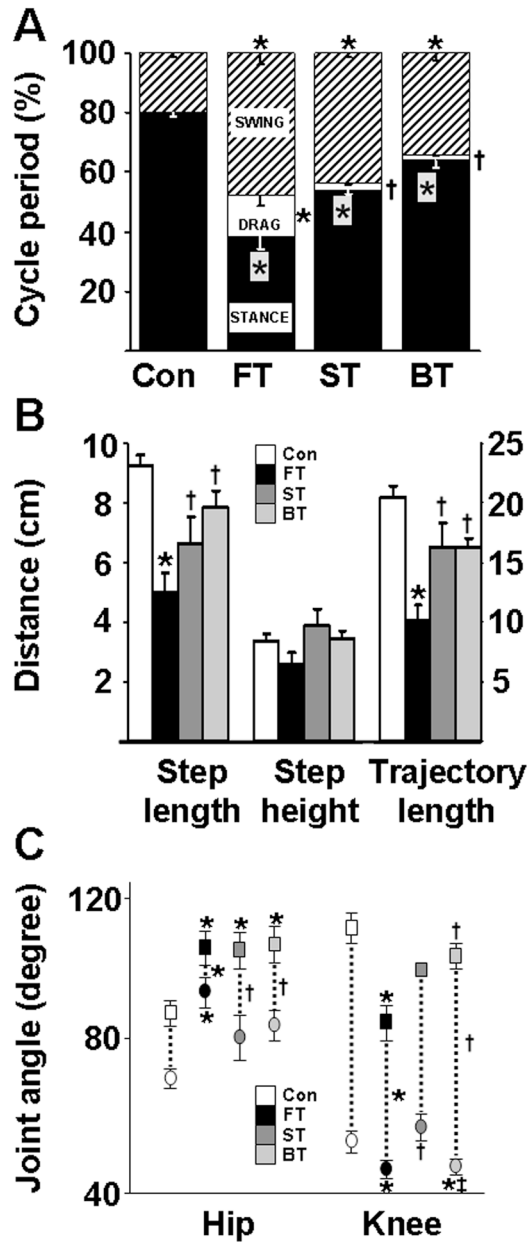 A
Cycle period (%)
100
80
60
40
20
SWING
DRAG
STANCE
* * *
* † †
* * *
Con FT ST BT
B
Distance (cm)
10
8
6
4
2
25
20
15
10
5
Con
FT
ST
BT
* † †
* † †
Step length
Step height
Trajectory length
C
Joint angle (degree)
120
80
40
* * *
* † †
*
†
*
* †
* † *‡
Con
FT
ST
BT
Hip Knee